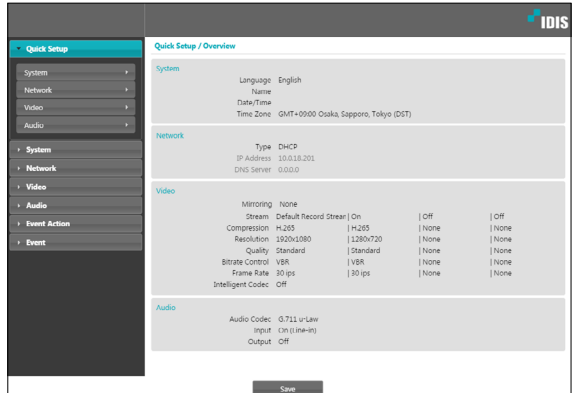 IDIS
Quick Setup
System
Network
Video
Audio
System
Network
Video
Audio
Event Action
Event
Quick Setup / Overview
System
Language English
Name
Date/Time
Time Zone GMT+09:00 Osaka, Sapporo, Tokyo (DST)
Network
Type DHCP
IP Address 10.0.18.201
DNS Server 0.0.0.0
Video
Mirroring None
Stream Default Record Stream | On | Off | Off
Compression H.265 | H.265 | None | None
Resolution 1920x1080 | 1280x720 | None | None
Quality Standard | Standard | None | None
Bitrate Control VBR | VBR | None | None
Frame Rate 30 ips | 30 ips | None | None
Intelligent Codec Off
Audio
Audio Codec G.711 u-Law
Input On (Line-in)
Output Off
Save